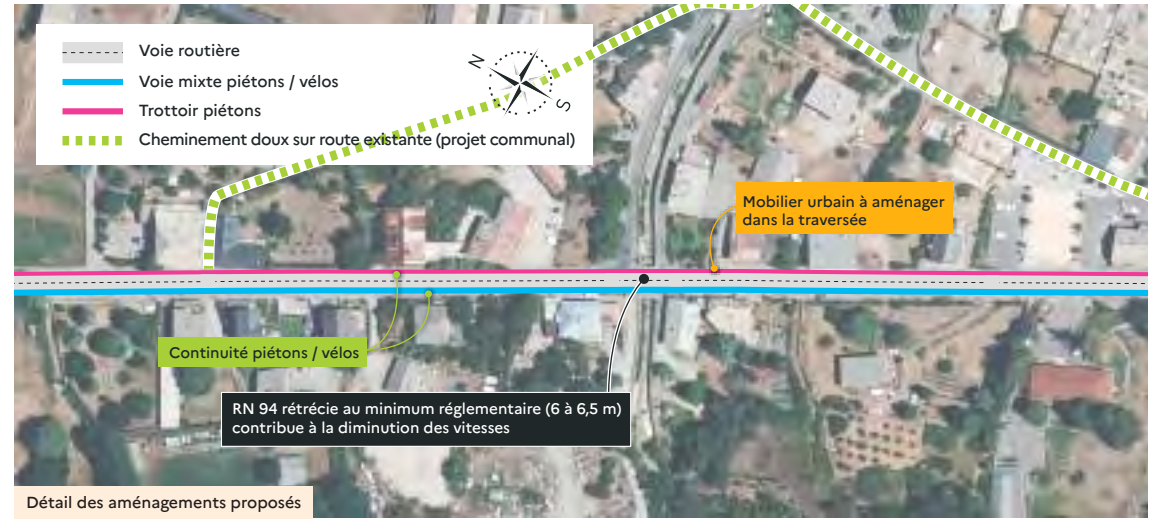 Voie routière
Voie mixte piétons / vélos
Trottoir piétons
Cheminement doux sur route existante (projet communal)
N
S
Mobilier urbain à aménager
dans la traversée
Continuité piétons / vélos
RN 94 rétrécie au minimum réglementaire (6 à 6,5 m)
contribue à la diminution des vitesses
Détail des aménagements proposés